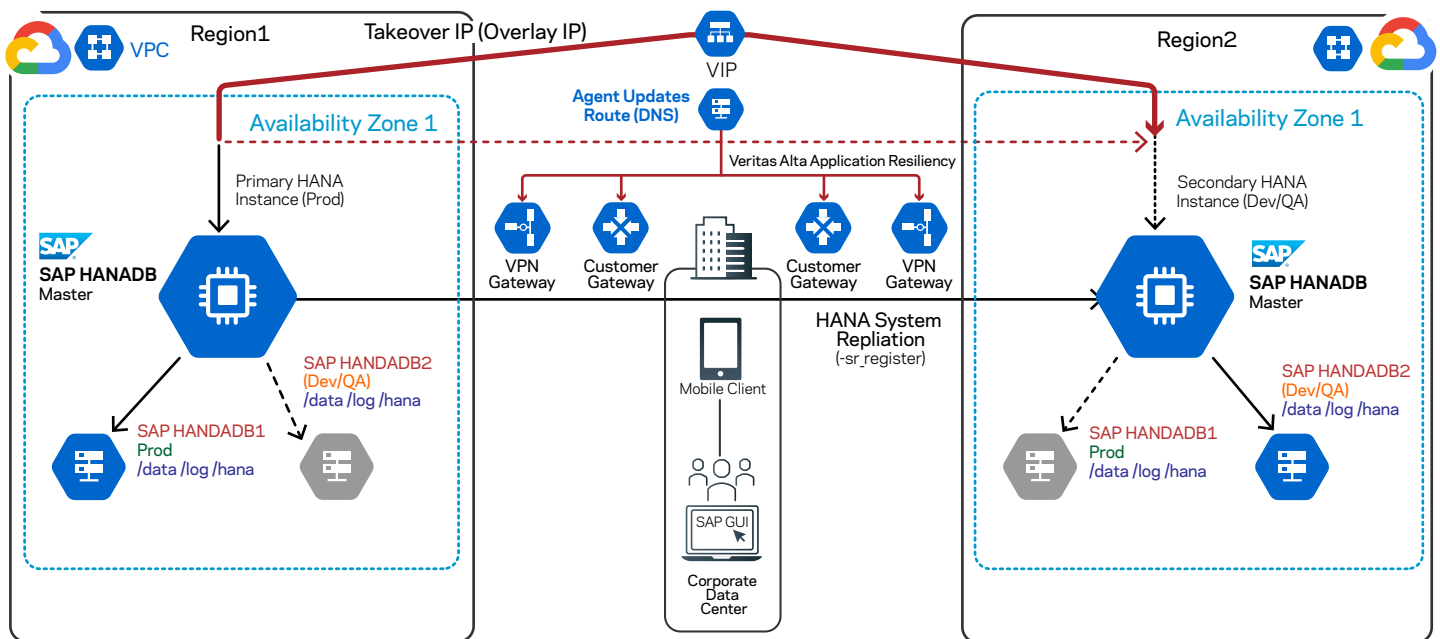 VPC
Region1
Takeover IP (Overlay IP)
VIP
Agent Updates
Route (DNS)
Region2
Availability Zone 1
Availability Zone 1
Veritas Alta Application Resiliency
Primary HANA
Instance (Prod)
Secondary HANA
Instance (Dev/QA)
SAP
SAP HANADB
Master
VPN
Gateway
Customer
Gateway
Customer
Gateway
VPN
Gateway
SAP
SAP HANADB
Master
HANA System
Repliation
(-sr_register)
SAP HANDADB2
(Dev/QA)
/data /log /hana
SAP HANDADB1
Prod
/data /log /hana
Mobile Client
SAP GUI
Corporate
Data
Center
SAP HANDADB2
(Dev/QA)
/data /log /hana
SAP HANDADB1
Prod
/data /log /hana